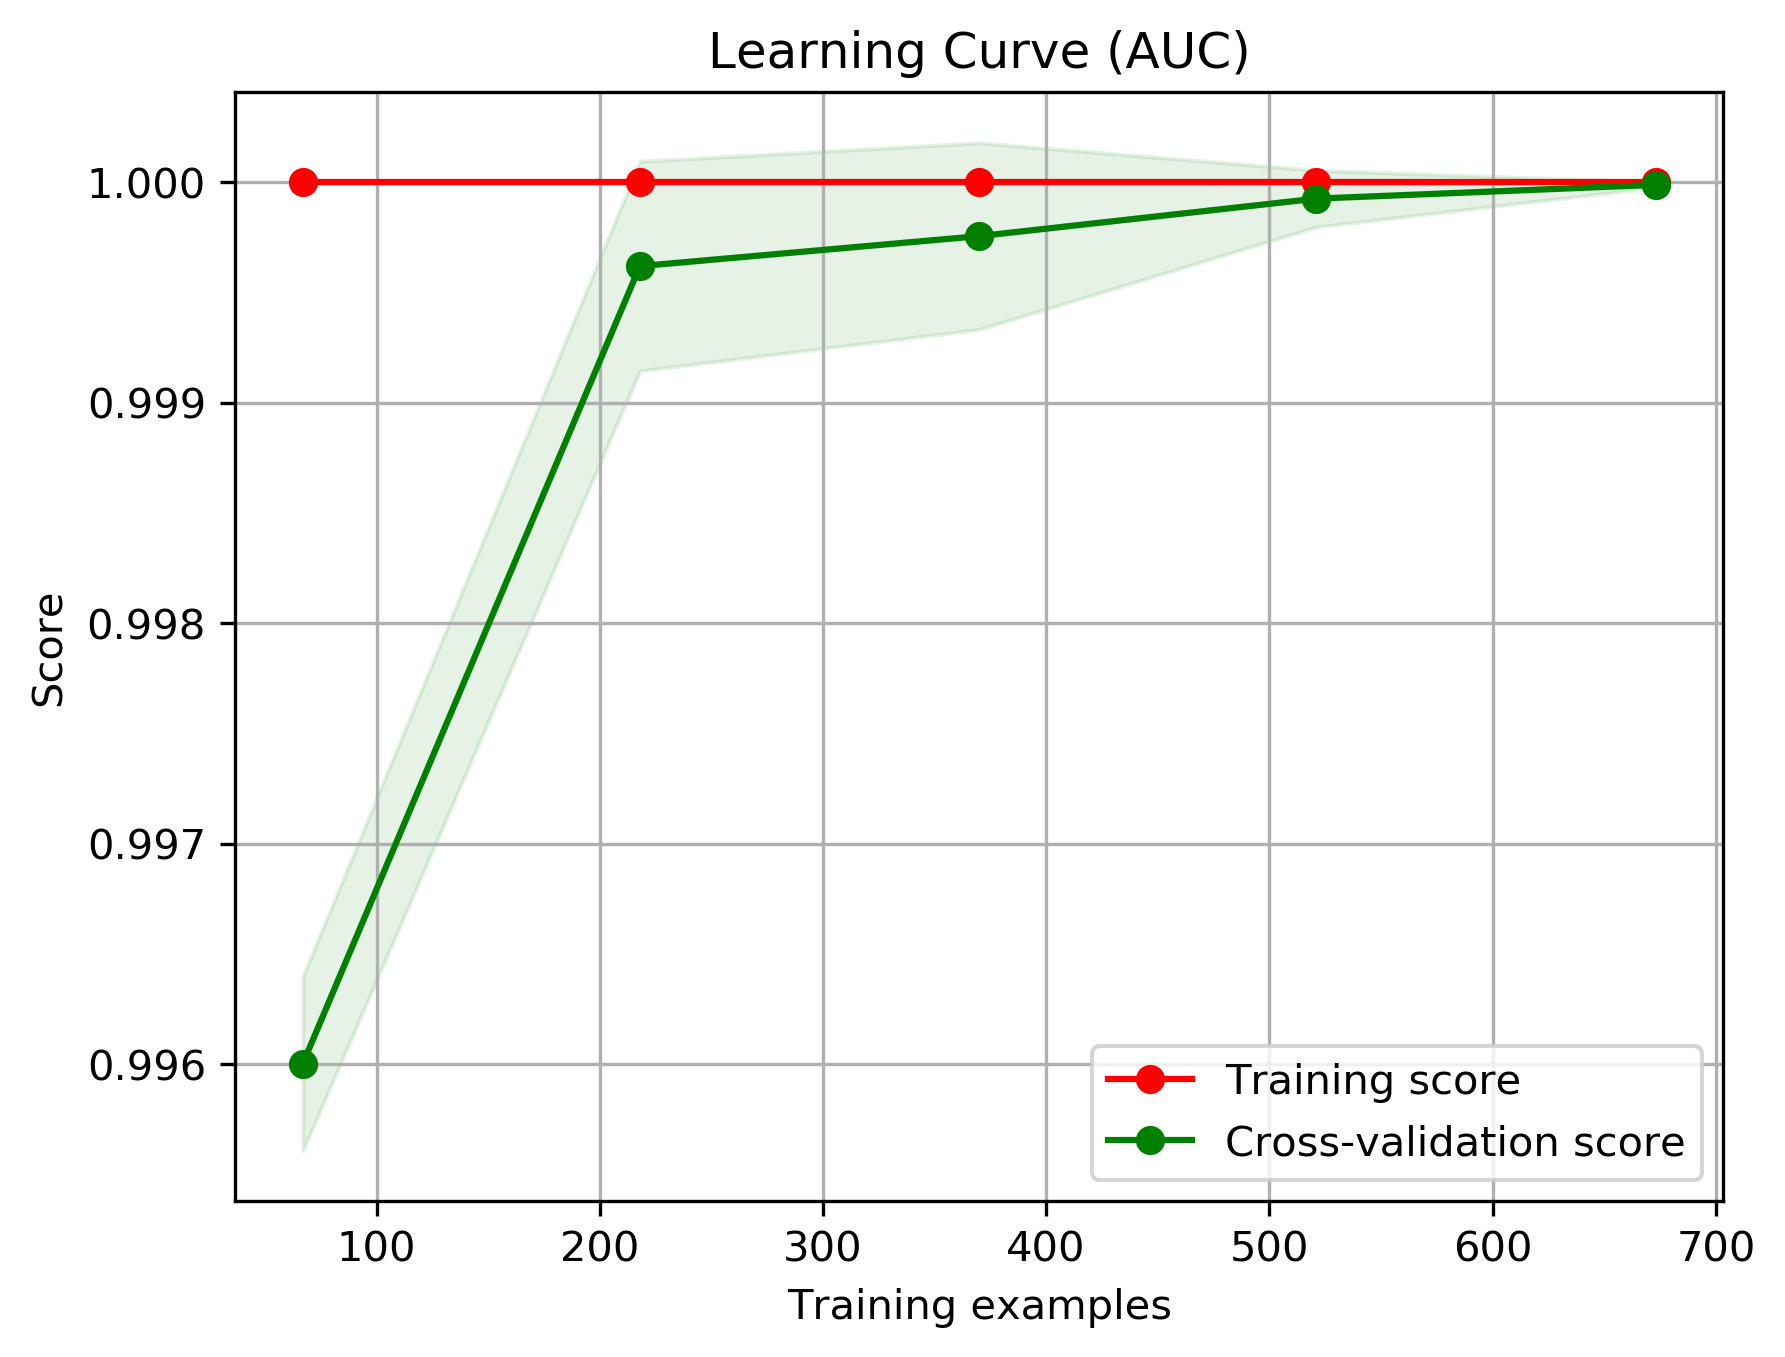 Learning Curve (AUC)
1.000
0.999
0.998
0.997
0.996
Score
100 200 300 400 500 600 700
Training examples
Training score
Cross-validation score